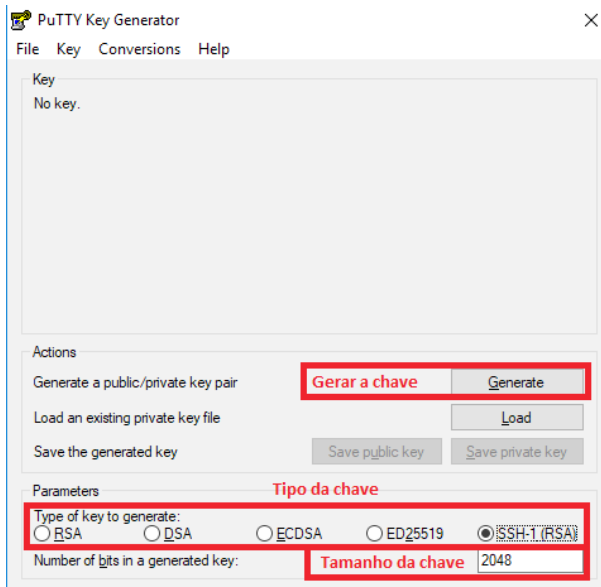 PuTTY Key Generator
File Key Conversions Help
Key
No key.
Actions
Generate a public/private key pair Gerar a chave Generate
Load an existing private key file Load
Save the generated key Save public key Save private key
Parameters Tipo da chave
Type of key to generate:
RSA DSA ECDSA ED25519 SSH-1 (RSA)
Number of bits in a generated key: Tamanho da chave 2048